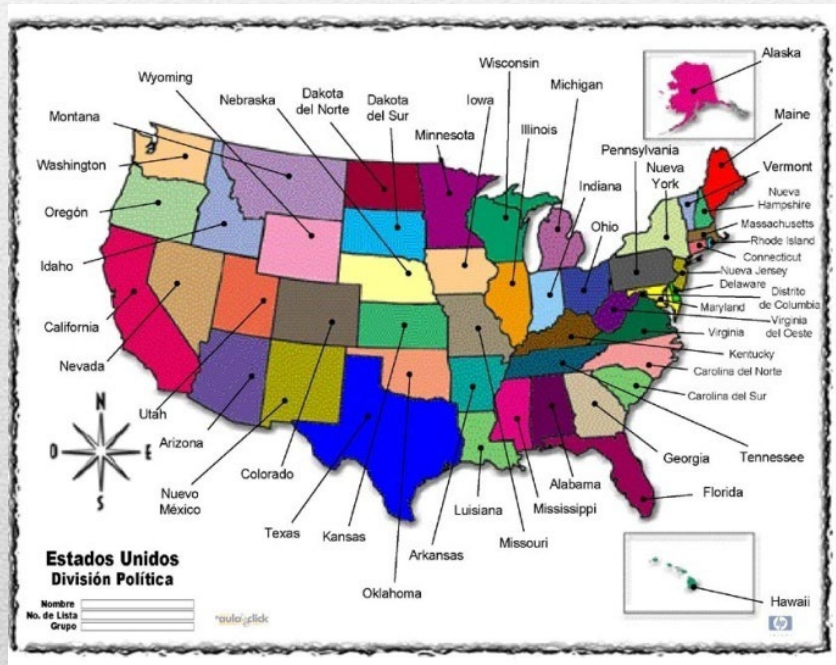 Wyoming
Nebraska
Dakota
del Norte
Dakota
del Sur
Minnesota
Wisconsin
Iowa
Illinois
Michigan
Indiana
Ohio
Pennsylvania
Nueva
York
Alaska
Maine
Vermont
Nueva
Hampshire
Massachusetts
Rhode Island
Connecticut
Nueva Jersey
Delaware
Distrito
de Columbia
Maryland
Virginia
del Oeste
Virginia
Kentucky
Carolina del Norte
Carolina del Sur
Tennessee
Georgia
Florida
Montana
Washington
Oregón
Idaho
California
Nevada
Utah
Arizona
Nuevo
México
Colorado
Texas
Kansas
Oklahoma
Arkansas
Luisiana
Missouri
Mississippi
Alabama
Hawaii
N
O
E
S
Estados Unidos
División Política
Nombre
No. de Lista
Grupo
aulaclick
hp